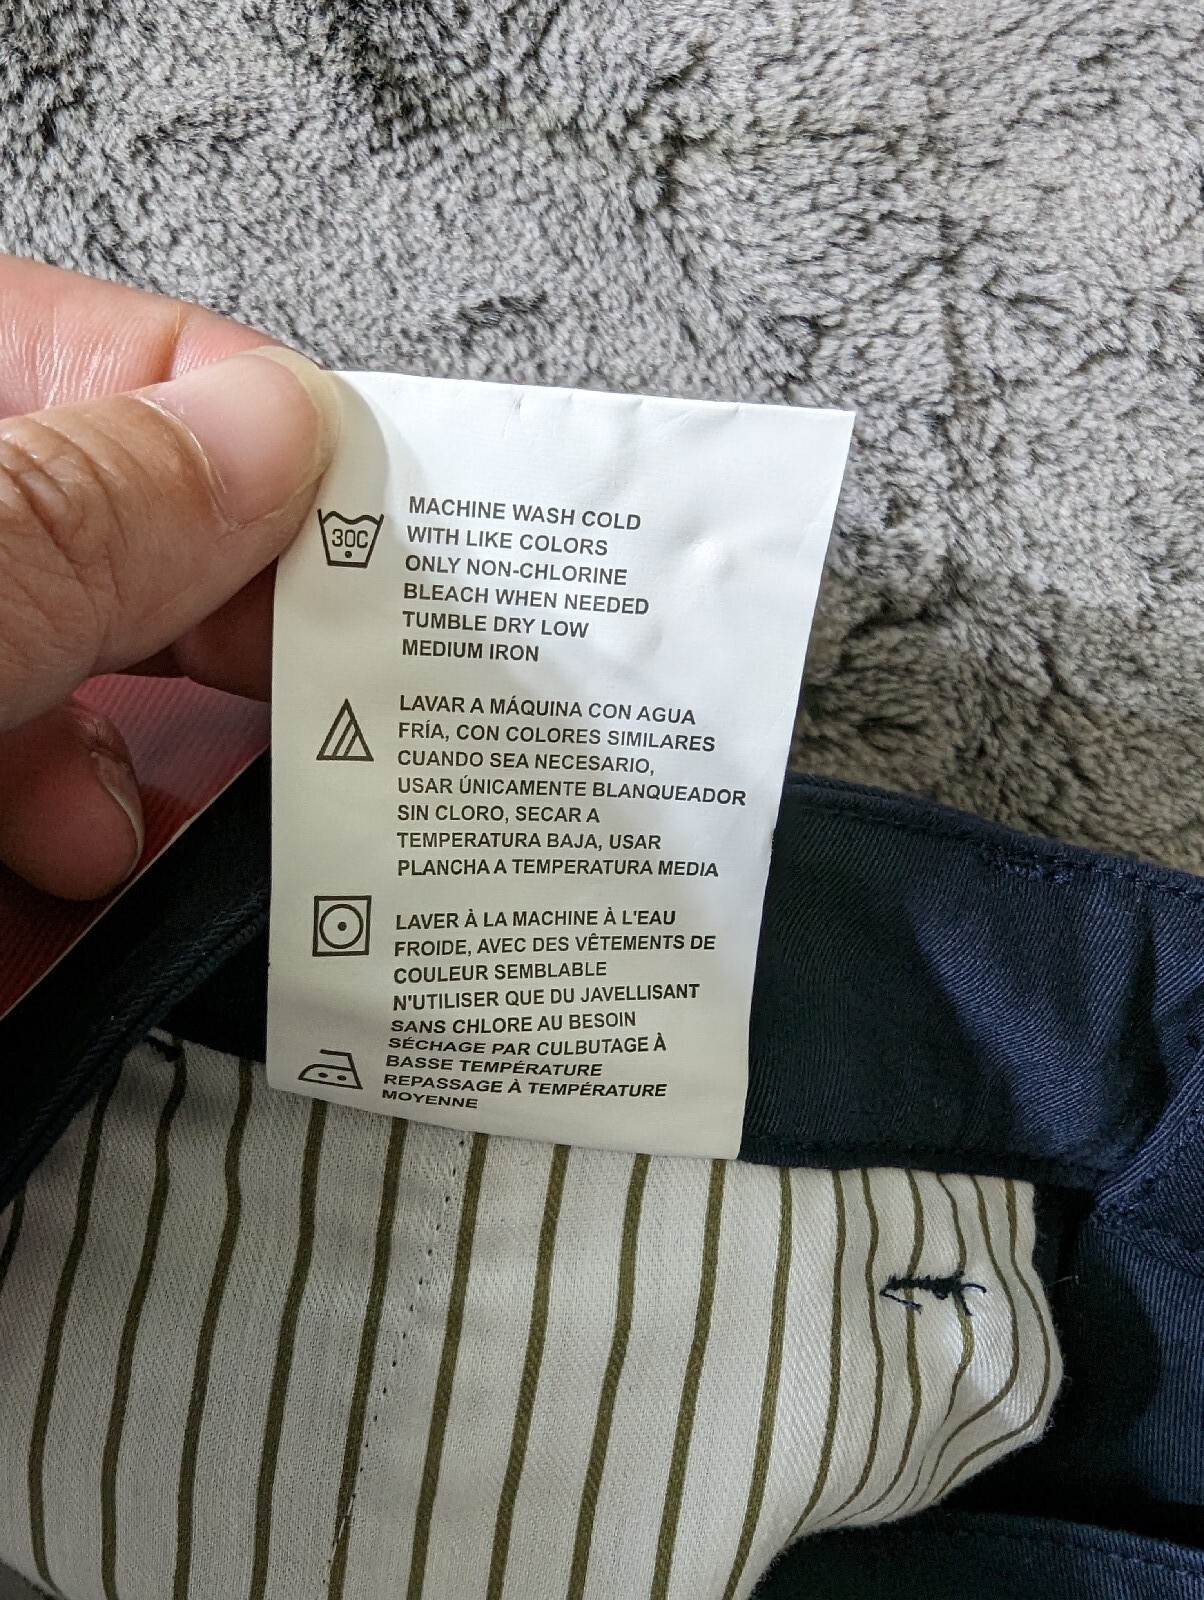 30C
MACHINE WASH COLD
WITH LIKE COLORS
ONLY NON-CHLORINE
BLEACH WHEN NEEDED
TUMBLE DRY LOW
MEDIUM IRON
LAVAR A MÁQUINA CON AGUA
FRÍA, CON COLORES SIMILARES
CUANDO SEA NECESARIO,
USAR ÚNICAMENTE BLANQUEADOR
SIN CLORO, SECAR A
TEMPERATURA BAJA, USAR
PLANCHA A TEMPERATURA MEDIA
LAVER À LA MACHINE À L'EAU
FROIDE, AVEC DES VÊTEMENTS DE
COULEUR SEMBLABLE
N'UTILISER QUE DU JAVELLISANT
SANS CHLORE AU BESOIN
SÉCHAGE PAR CULBUTAGE À
BASSE TEMPÉRATURE
REPASSAGE À TEMPÉRATURE
MOYENNE